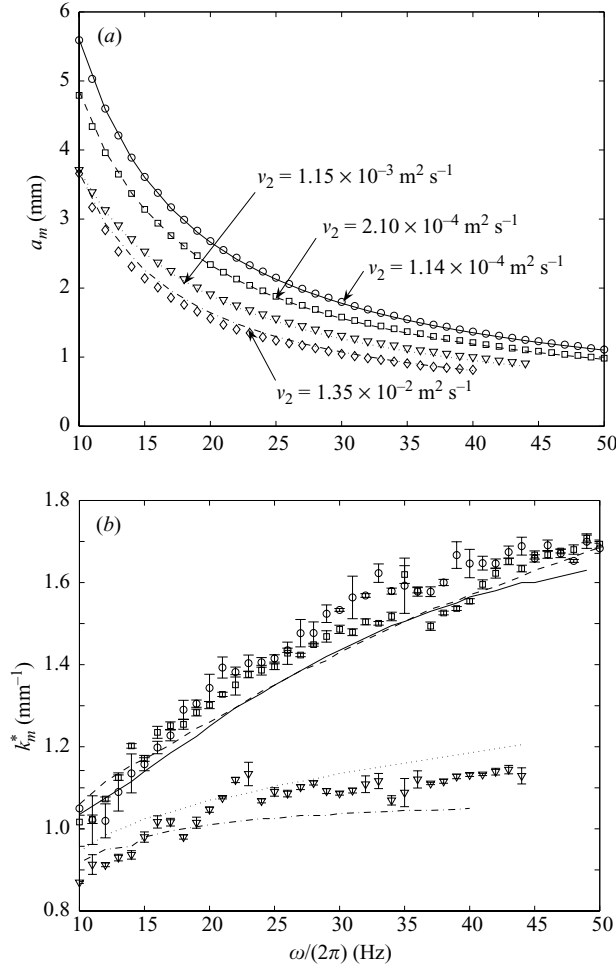 6
(a)
5
4
ν₂ = 1.15 × 10⁻³ m² s⁻¹
3
aₘ (mm)
ν₂ = 2.10 × 10⁻⁴ m² s⁻¹
2
ν₂ = 1.14 × 10⁻⁴ m² s⁻¹
1
ν₂ = 1.35 × 10⁻² m² s⁻¹
0
10 15 20 25 30 35 40 45 50
1.8
(b)
1.6
1.4
k*ₘ (mm⁻¹)
1.2
1.0
0.8
10 15 20 25 30 35 40 45 50
ω/(2π) (Hz)